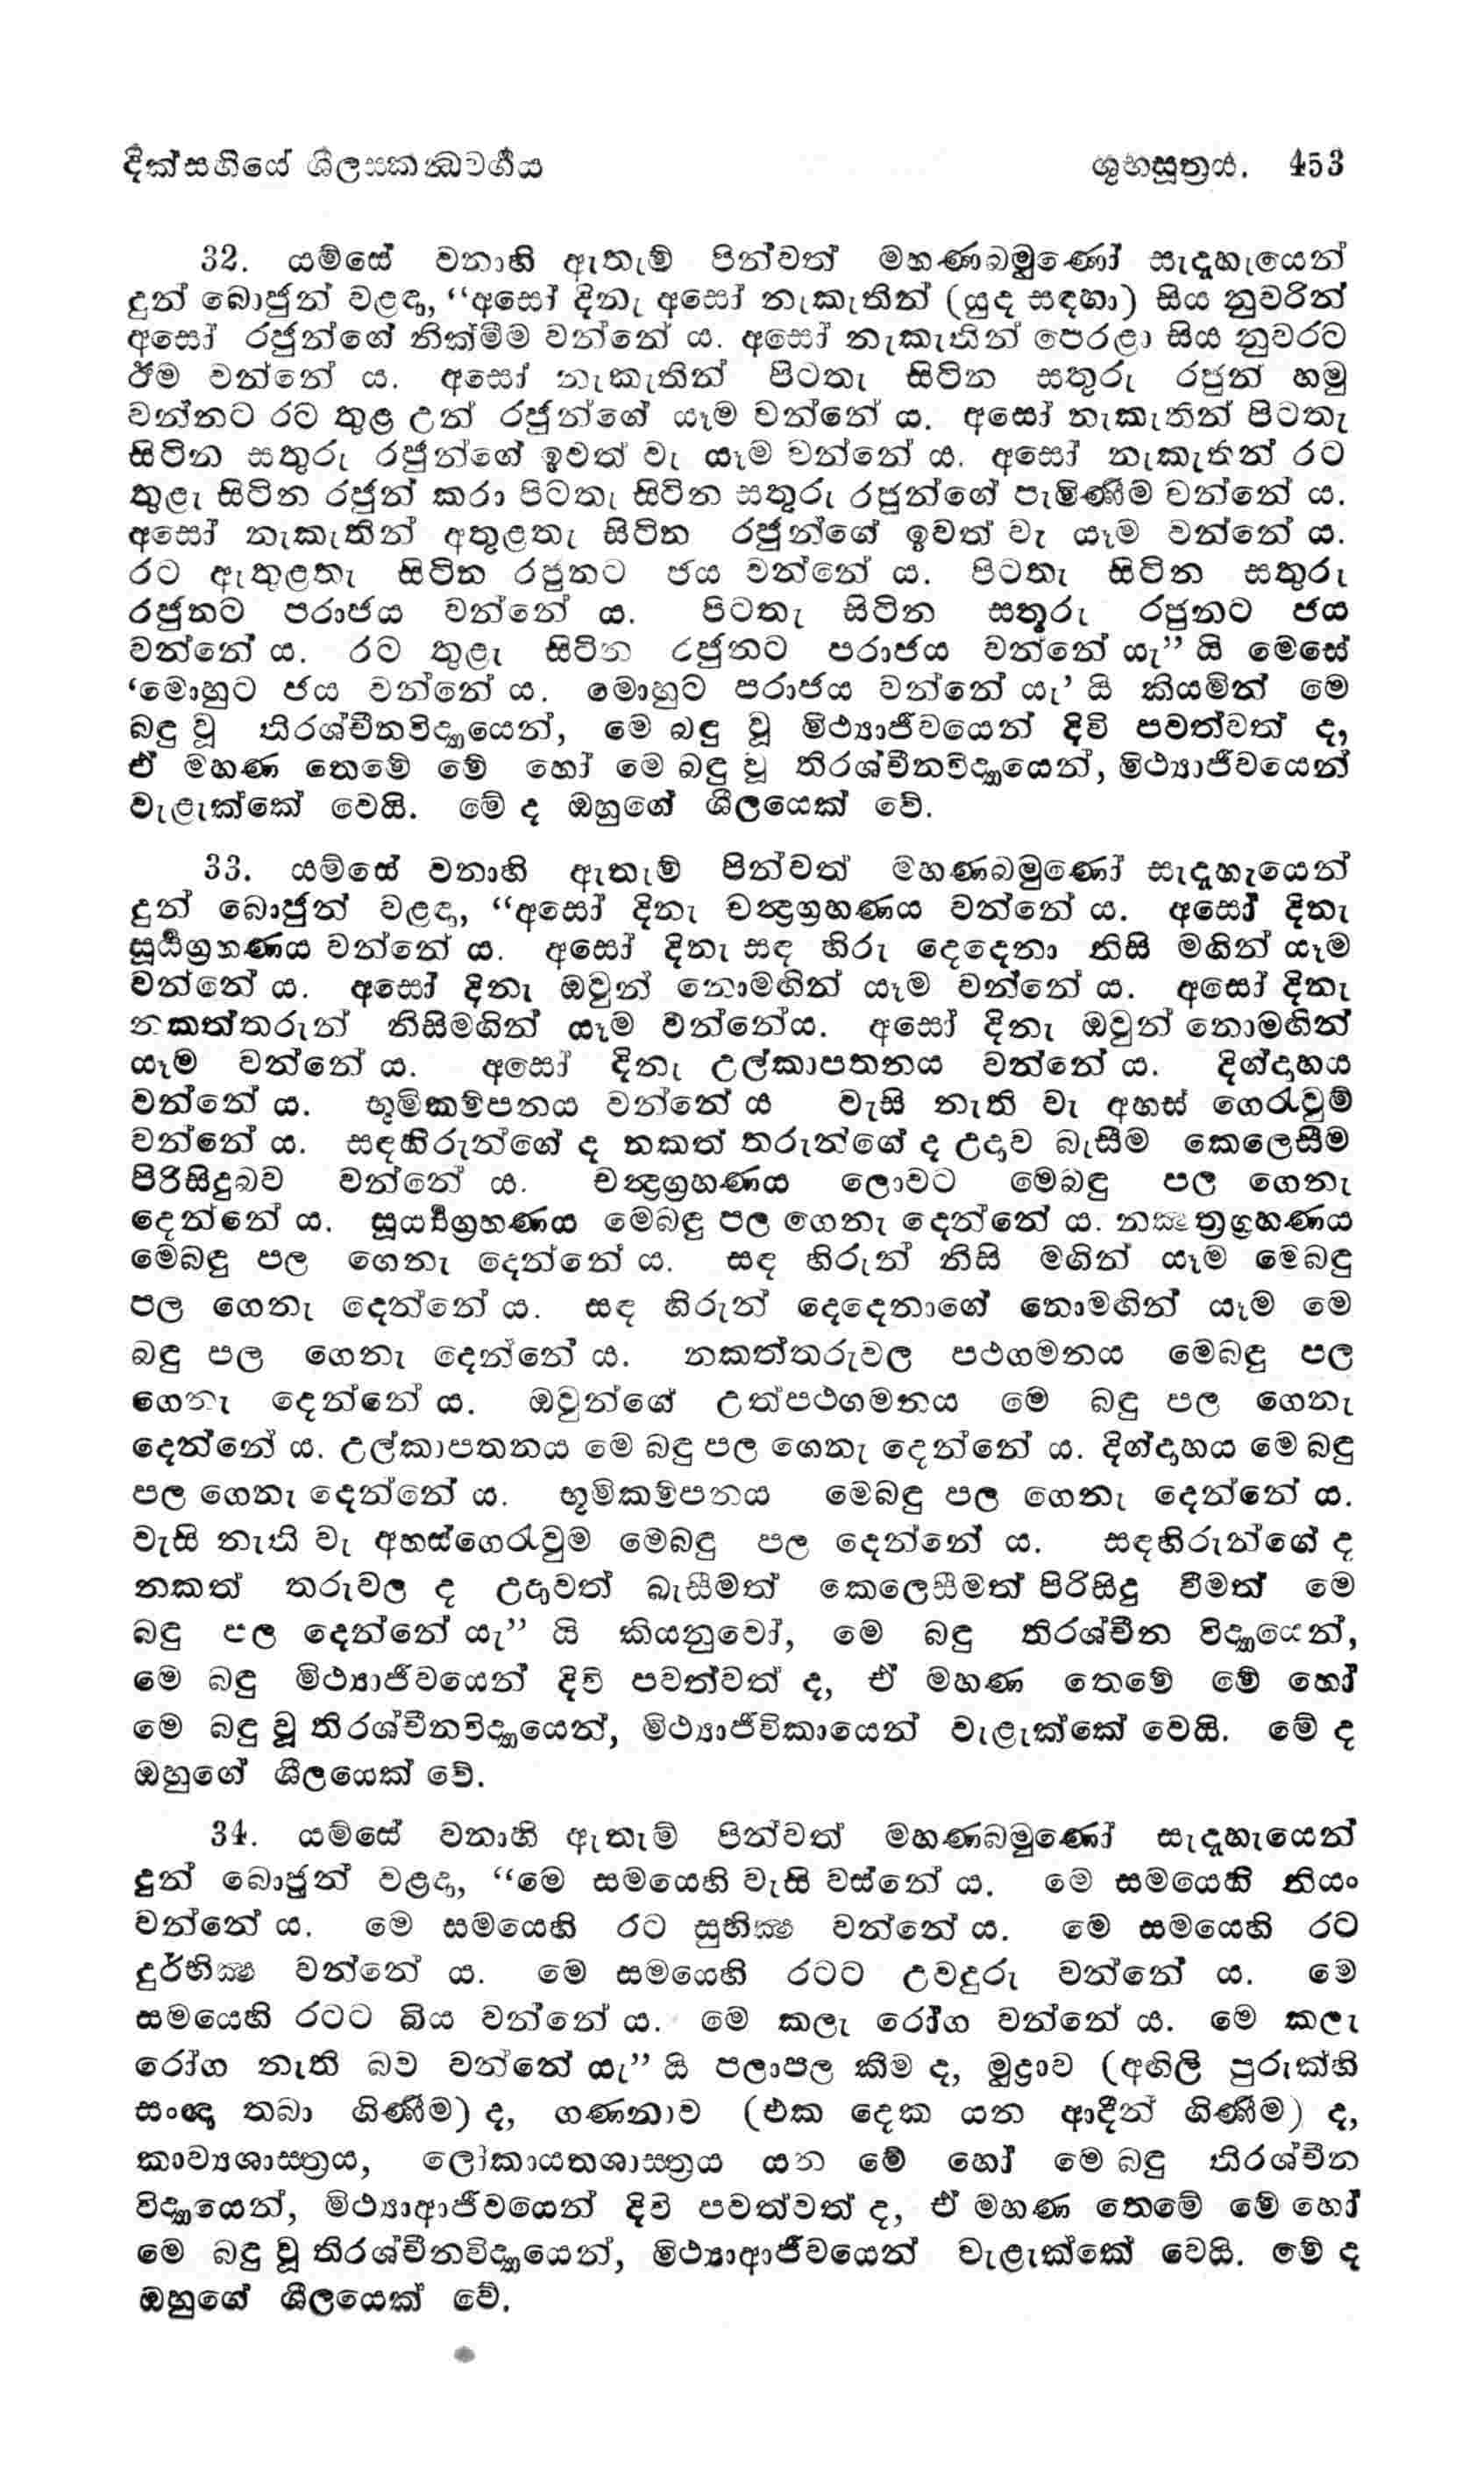 දික්සඟියේ ශීලස්කන්ධවර්ගය ශුභසූත්‍රය. 453
32. යම්සේ වනාහි ඇතැම් පින්වත් මහණබමුණෝ සැදැහැයෙන්
දුන් බොජුන් වළඳා, “අසෝ දිනැ අසෝ නැකැතින් (යුද සඳහා) සිය නුවරින්
අසෝ රජුන්ගේ නික්මීම වන්නේ ය. අසෝ නැකැතින් පෙරළා සිය නුවරට
ඊම වන්නේ ය. අසෝ නැකැතින් පිටතැ සිටින සතුරු රජුන් හමු
වන්නට රට තුළ උන් රජුන්ගේ යෑම වන්නේ ය. අසෝ නැකැතින් පිටතැ
සිටින සතුරු රජුන්ගේ ඉවත් වැ යෑම වන්නේ ය. අසෝ නැකැතින් රට
තුළැ සිටින රජුන් කරා පිටතැ සිටින සතුරු රජුන්ගේ පැමිණීම වන්නේ ය.
අසෝ නැකැතින් අතුළතැ සිටින රජුන්ගේ ඉවත් වැ යෑම වන්නේ ය.
රට ඇතුළතැ සිටින රජුනට ජය වන්නේ ය. පිටතැ සිටින සතුරු
රජුනට පරාජය වන්නේ ය. පිටතැ සිටින සතුරු රජුනට ජය
වන්නේ ය. රට තුළැ සිටින රජුනට පරාජය වන්නේ යැ” යි මෙසේ
‘මොහුට ජය වන්නේ ය. මොහුට පරාජය වන්නේ යැ’ යි කියමින් මෙ
බඳු වූ තිරශ්චීනවිද්‍යායෙන්, මෙ බඳු වූ මිථ්‍යාජීවයෙන් දිවි පවත්වත් ද,
ඒ මහණ තෙමේ මේ හෝ මෙ බඳු වූ තිරශ්චීනවිද්‍යායෙන්, මිථ්‍යාජීවයෙන්
වැළැක්කේ වෙයි. මේ ද ඔහුගේ ශීලයෙක් වේ.
33. යම්සේ වනාහි ඇතැම් පින්වත් මහණබමුණෝ සැදැහැයෙන්
දුන් බොජුන් වළඳා, “අසෝ දිනැ චන්ද්‍රග්‍රහණය වන්නේ ය. අසෝ දිනැ
සූර්‍ය්‍යග්‍රහණය වන්නේ ය. අසෝ දිනැ සඳ හිරු දෙදෙනා නිසි මගින් යෑම
වන්නේ ය. අසෝ දිනැ ඔවුන් නොමඟින් යෑම වන්නේ ය. අසෝ දිනැ
නකත්තරුන් නිසිමගින් යෑම වන්නේය. අසෝ දිනැ ඔවුන් නොමඟින්
යෑම වන්නේ ය. අසෝ දිනැ උල්කාපතනය වන්නේ ය. දිග්දාහය
වන්නේ ය. භූමිකම්පනය වන්නේ ය වැසි නැති වැ අහස් ගෙරැවුම්
වන්නේ ය. සඳහිරුන්ගේ ද නකත් තරුන්ගේ ද උදාව බැසීම කෙලෙසීම
පිරිසිදුබව වන්නේ ය. චන්ද්‍රග්‍රහණය ලොවට මෙබඳු පල ගෙනැ
දෙන්නේ ය. සූර්‍ය්‍යග්‍රහණය මෙබඳු පල ගෙනැ දෙන්නේ ය. නක්‍ෂත්‍රග්‍රහණය
මෙබඳු පල ගෙනැ දෙන්නේ ය. සඳ හිරුන් නිසි මගින් යෑම මෙබඳු
පල ගෙනැ දෙන්නේ ය. සඳ හිරුන් දෙදෙනාගේ නොමඟින් යෑම මෙ
බඳු පල ගෙනැ දෙන්නේ ය. නකත්තරුවල පථගමනය මෙබඳු පල
ගෙනැ දෙන්නේ ය. ඔවුන්ගේ උත්පථගමනය මෙ බඳු පල ගෙනැ
දෙන්නේ ය. උල්කාපතනය මෙ බඳු පල ගෙනැ දෙන්නේ ය. දිග්දාහය මෙ බඳු
පල ගෙනැ දෙන්නේ ය. භූමිකම්පනය මෙබඳු පල ගෙනැ දෙන්නේ ය.
වැසි නැති වැ අහස්ගෙරැවුම මෙබඳු පල දෙන්නේ ය. සඳහිරුන්ගේ ද
නකත් තරුවල ද උදාවත් බැසීමත් කෙලෙසීමත් පිරිසිදු වීමත් මෙ
බඳු පල දෙන්නේ යැ” යි කියනුවෝ, මෙ බඳු තිරශ්චීන විද්‍යායෙන්,
මෙ බඳු මිථ්‍යාජීවයෙන් දිවි පවත්වත් ද, ඒ මහණ තෙමේ මේ හෝ
මෙ බඳු වූ තිරශ්චීනවිද්‍යායෙන්, මිථ්‍යාජීවිකායෙන් වැළැක්කේ වෙයි. මේ ද
ඔහුගේ ශීලයෙක් වේ.
34. යම්සේ වනාහි ඇතැම් පින්වත් මහණබමුණෝ සැදැහැයෙන්
දුන් බොජුන් වළඳා, “මෙ සමයෙහි වැසි වස්නේ ය. මෙ සමයෙහි නියං
වන්නේ ය. මෙ සමයෙහි රට සුභික්‍ෂ වන්නේ ය. මෙ සමයෙහි රට
දුර්භික්‍ෂ වන්නේ ය. මෙ සමයෙහි රටට උවදුරු වන්නේ ය. මෙ
සමයෙහි රටට බිය වන්නේ ය. මෙ කලැ රෝග වන්නේ ය. මෙ කලැ
රෝග නැති බව වන්නේ යැ” යි පලාපල කීම ද, මුද්‍රාව (අඟිලි පුරුක්හි
සංඥා තබා ගිණීම) ද, ගණනාව (එක දෙක යන ආදීන් ගිණීම) ද,
කාව්‍යශාස්ත්‍රය, ලෝකායතශාස්ත්‍රය යන මේ හෝ මෙ බඳු තිරශ්චීන
විද්‍යායෙන්, මිථ්‍යාආජීවයෙන් දිවි පවත්වත් ද, ඒ මහණ තෙමේ මේ හෝ
මෙ බඳු වූ තිරශ්චීනවිද්‍යායෙන්, මිථ්‍යාආජීවයෙන් වැළැක්කේ වෙයි. මේ ද
ඔහුගේ ශීලයෙක් වේ.